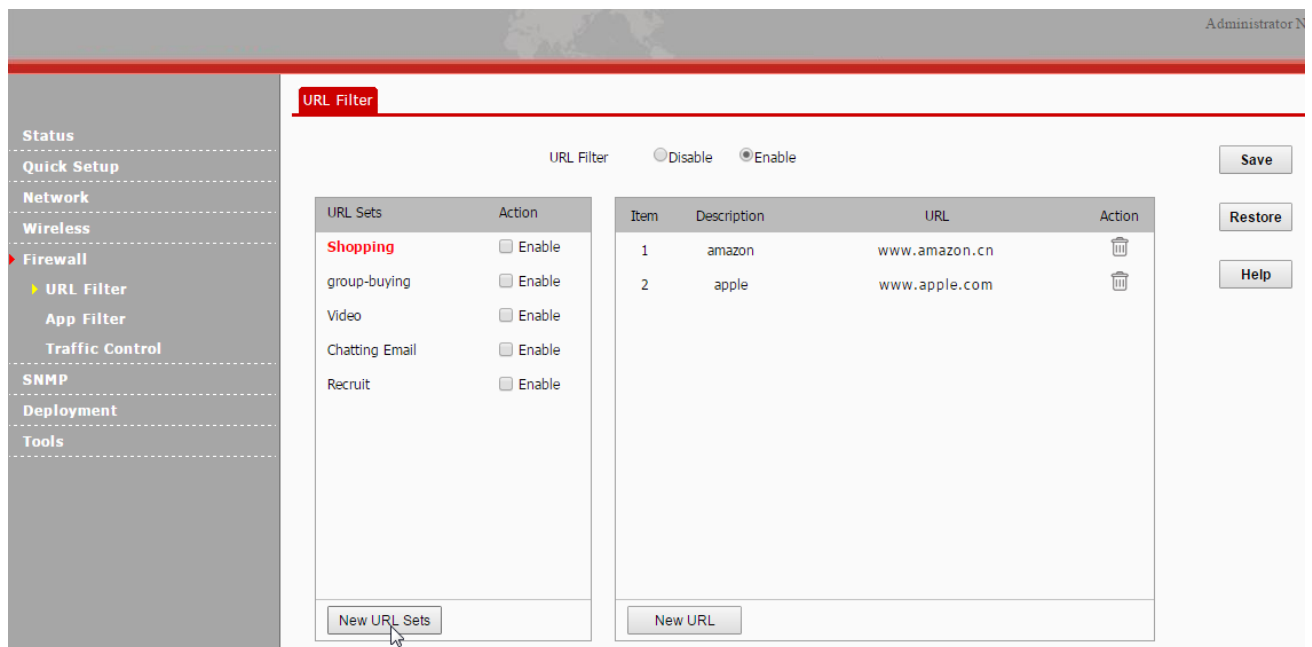 Administrator N
Status
Quick Setup
Network
Wireless
Firewall
URL Filter
App Filter
Traffic Control
SNMP
Deployment
Tools
URL Filter
URL Filter Disable Enable
URL Sets Action
Shopping Enable
group-buying Enable
Video Enable
Chatting Email Enable
Recruit Enable
New URL Sets
Item Description URL Action
1 amazon www.amazon.cn
2 apple www.apple.com
New URL
Save
Restore
Help